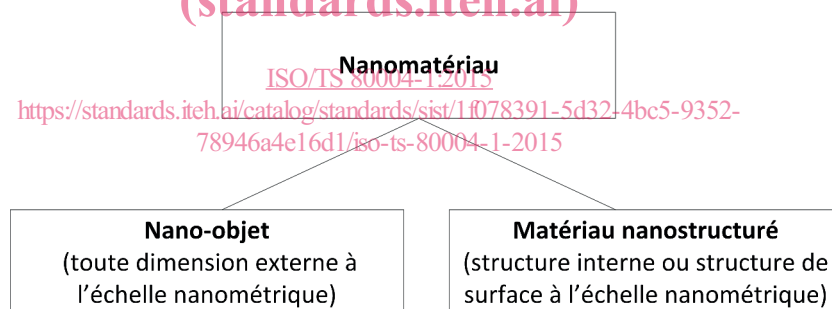 (standards.iteh.ai)
Nanomatériau
ISO/TS 80004-1:2015
https://standards.iteh.ai/catalog/standards/sist/1f078391-5d32-4bc5-9352-
78946a4e16d1/iso-ts-80004-1-2015
Nano-objet
(toute dimension externe à
l'échelle nanométrique)
Matériau nanostructuré
(structure interne ou structure de
surface à l'échelle nanométrique)